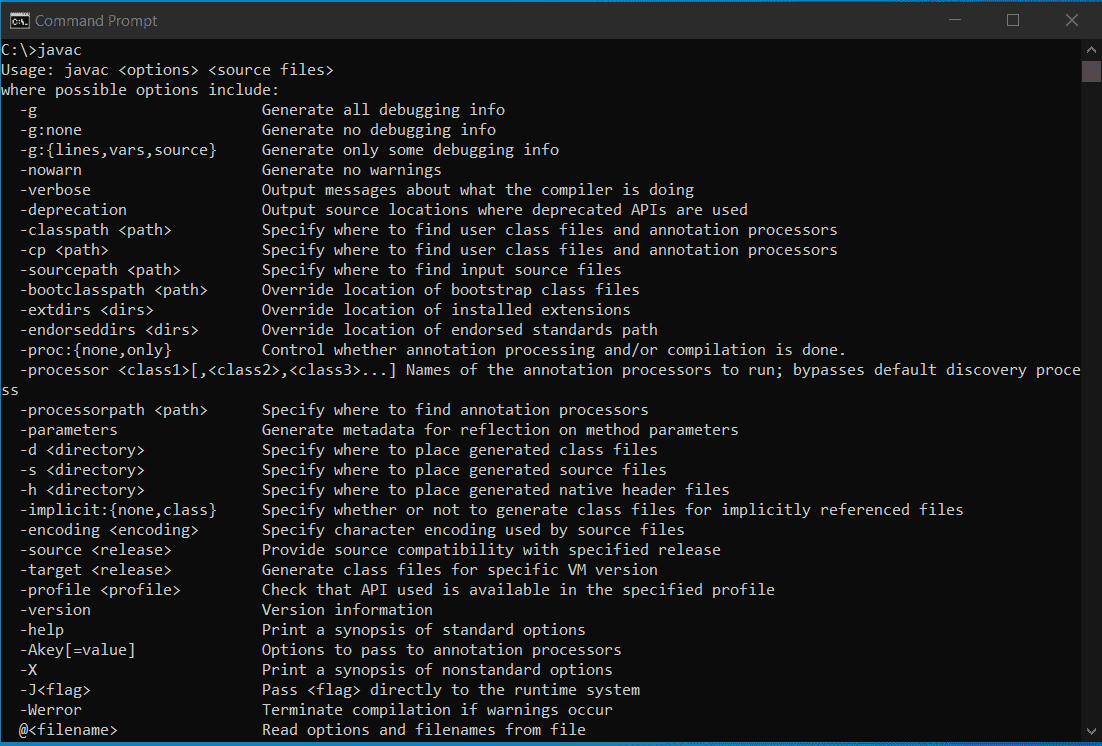 Command Prompt
C:\>javac
Usage: javac <options> <source files>
where possible options include:
  -g                         Generate all debugging info
  -g:none                    Generate no debugging info
  -g:{lines,vars,source}     Generate only some debugging info
  -nowarn                    Generate no warnings
  -verbose                   Output messages about what the compiler is doing
  -deprecation               Output source locations where deprecated APIs are used
  -classpath <path>          Specify where to find user class files and annotation processors
  -cp <path>                 Specify where to find user class files and annotation processors
  -sourcepath <path>         Specify where to find input source files
  -bootclasspath <path>      Override location of bootstrap class files
  -extdirs <dirs>            Override location of installed extensions
  -endorseddirs <dirs>       Override location of endorsed standards path
  -proc:{none,only}          Control whether annotation processing and/or compilation is done.
  -processor <class1>[,<class2>,<class3>...] Names of the annotation processors to run; bypasses default discovery proce
ss
  -processorpath <path>      Specify where to find annotation processors
  -parameters                Generate metadata for reflection on method parameters
  -d <directory>             Specify where to place generated class files
  -s <directory>             Specify where to place generated source files
  -h <directory>             Specify where to place generated native header files
  -implicit:{none,class}     Specify whether or not to generate class files for implicitly referenced files
  -encoding <encoding>       Specify character encoding used by source files
  -source <release>          Provide source compatibility with specified release
  -target <release>          Generate class files for specific VM version
  -profile <profile>         Check that API used is available in the specified profile
  -version                   Version information
  -help                      Print a synopsis of standard options
  -Akey[=value]              Options to pass to annotation processors
  -X                         Print a synopsis of nonstandard options
  -J<flag>                   Pass <flag> directly to the runtime system
  -Werror                    Terminate compilation if warnings occur
  @<filename>                Read options and filenames from file